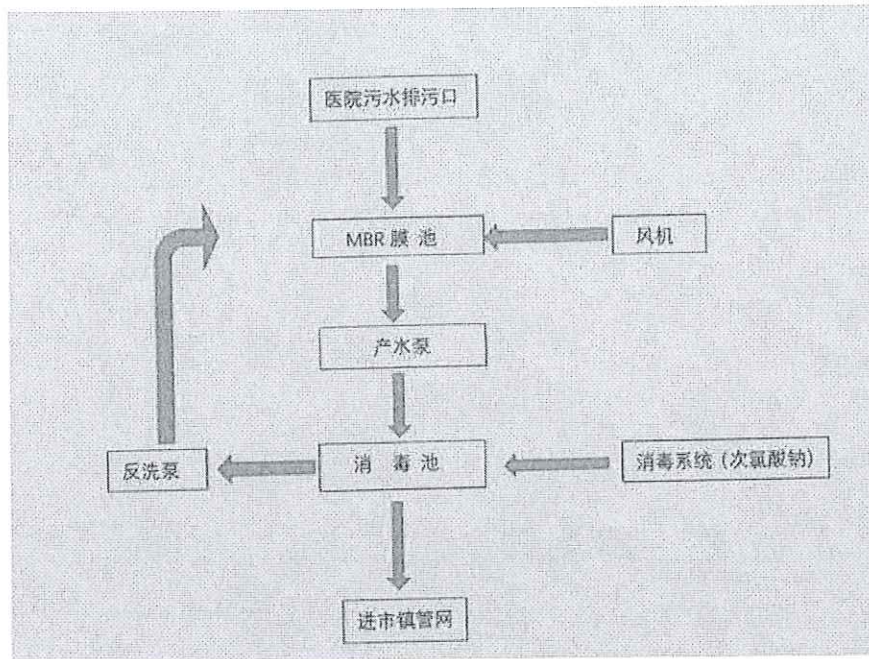 医院污水排污口
MBR 膜 池
风机
产水泵
反洗泵
消 毒 池
消毒系统（次氯酸钠）
进市镇管网